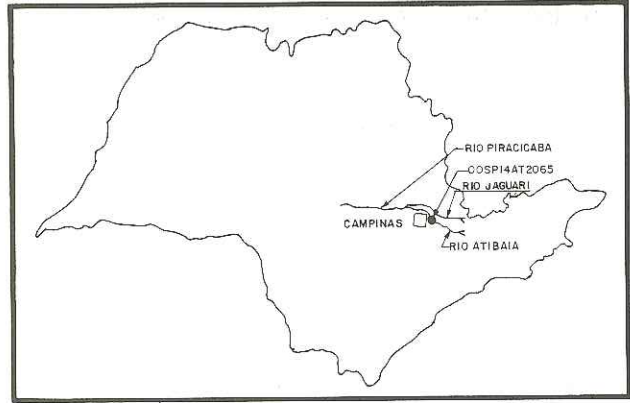 RIO PIRACICABA
COSP14AT2065
RIO JAGUARI
CAMPINAS
RIO ATIBAIA